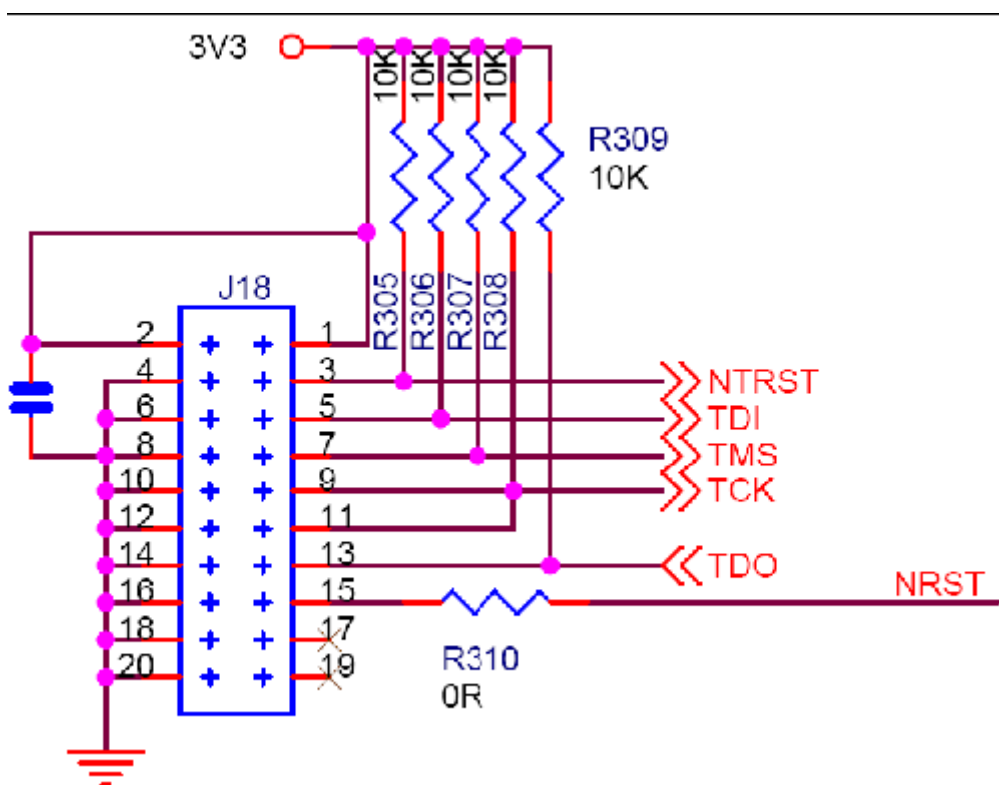 3V3
10K
10K
10K
10K
R309
10K
R305
R306
R307
R308
J18
2 1
4 3 NTRST
6 5 TDI
8 7 TMS
10 9 TCK
12 11
14 13 TDO
16 15 NRST
18 17
20 19
R310
0R